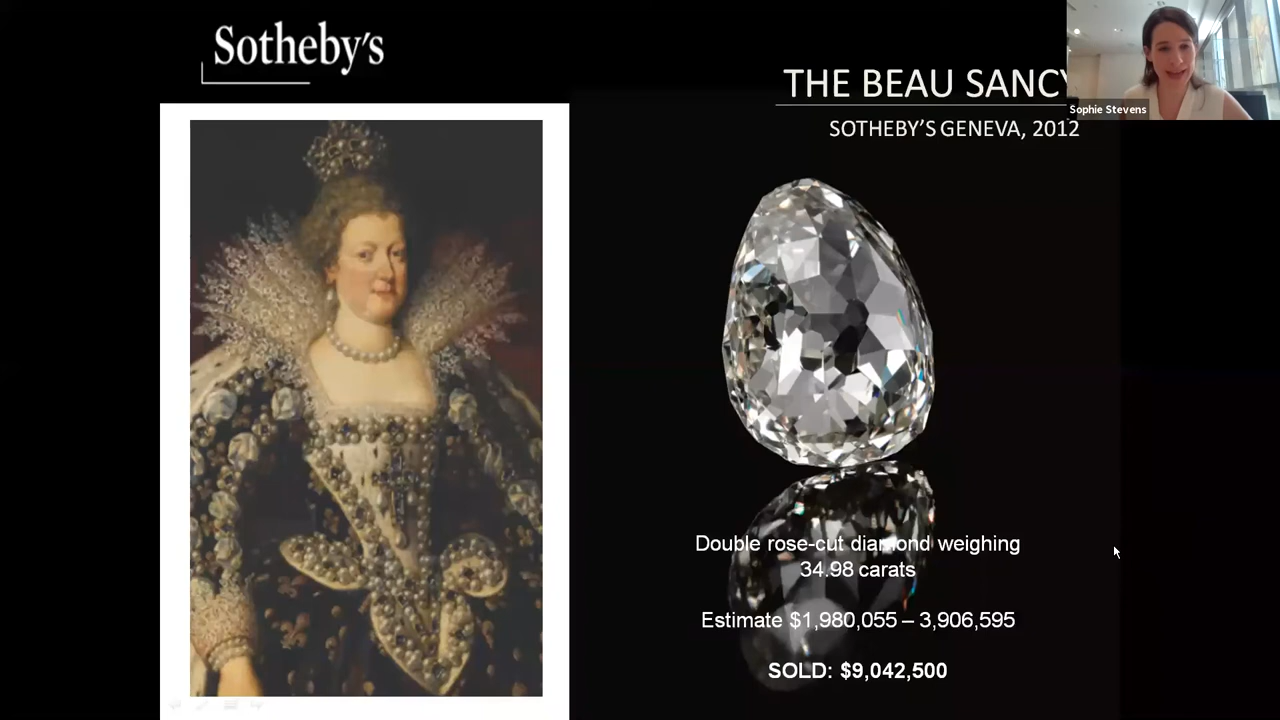 Sotheby's
THE BEAU SANCY
Sophie Stevens
SOTHEBY'S GENEVA, 2012
Double rose-cut diamond weighing
34.98 carats
Estimate $1,980,055 – 3,906,595
SOLD: $9,042,500